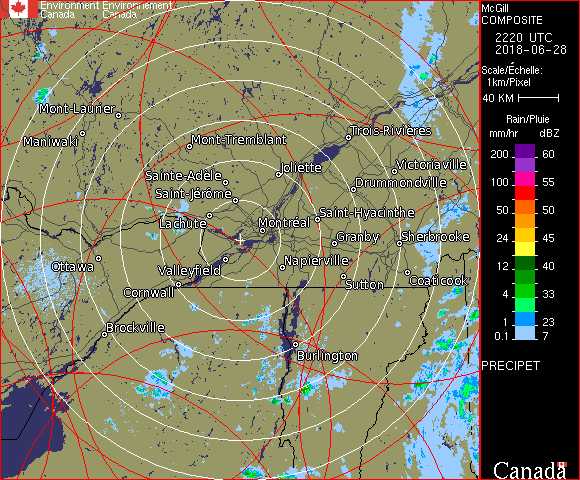 Environment Environnement
Canada Canada
McGill
COMPOSITE
2220 UTC
2018-06-28
Scale/Échelle:
1km/Pixel
40 KM
Rain/Pluie
mm/hr dBZ
200 60
100 55
50 50
24 45
12 40
4 33
1 23
0.1 7
PRECIPET
Canada
Mont-Laurier
Maniwaki
Mont-Tremblant
Trois-Rivières
Joliette
Victoriaville
Sainte-Adèle
Drummondville
Saint-Jérôme
Lachute
Saint-Hyacinthe
Montréal
Granby
Sherbrooke
Ottawa
Valleyfield
Napierville
Cornwall
Sutton
Coaticook
Brockville
Burlington